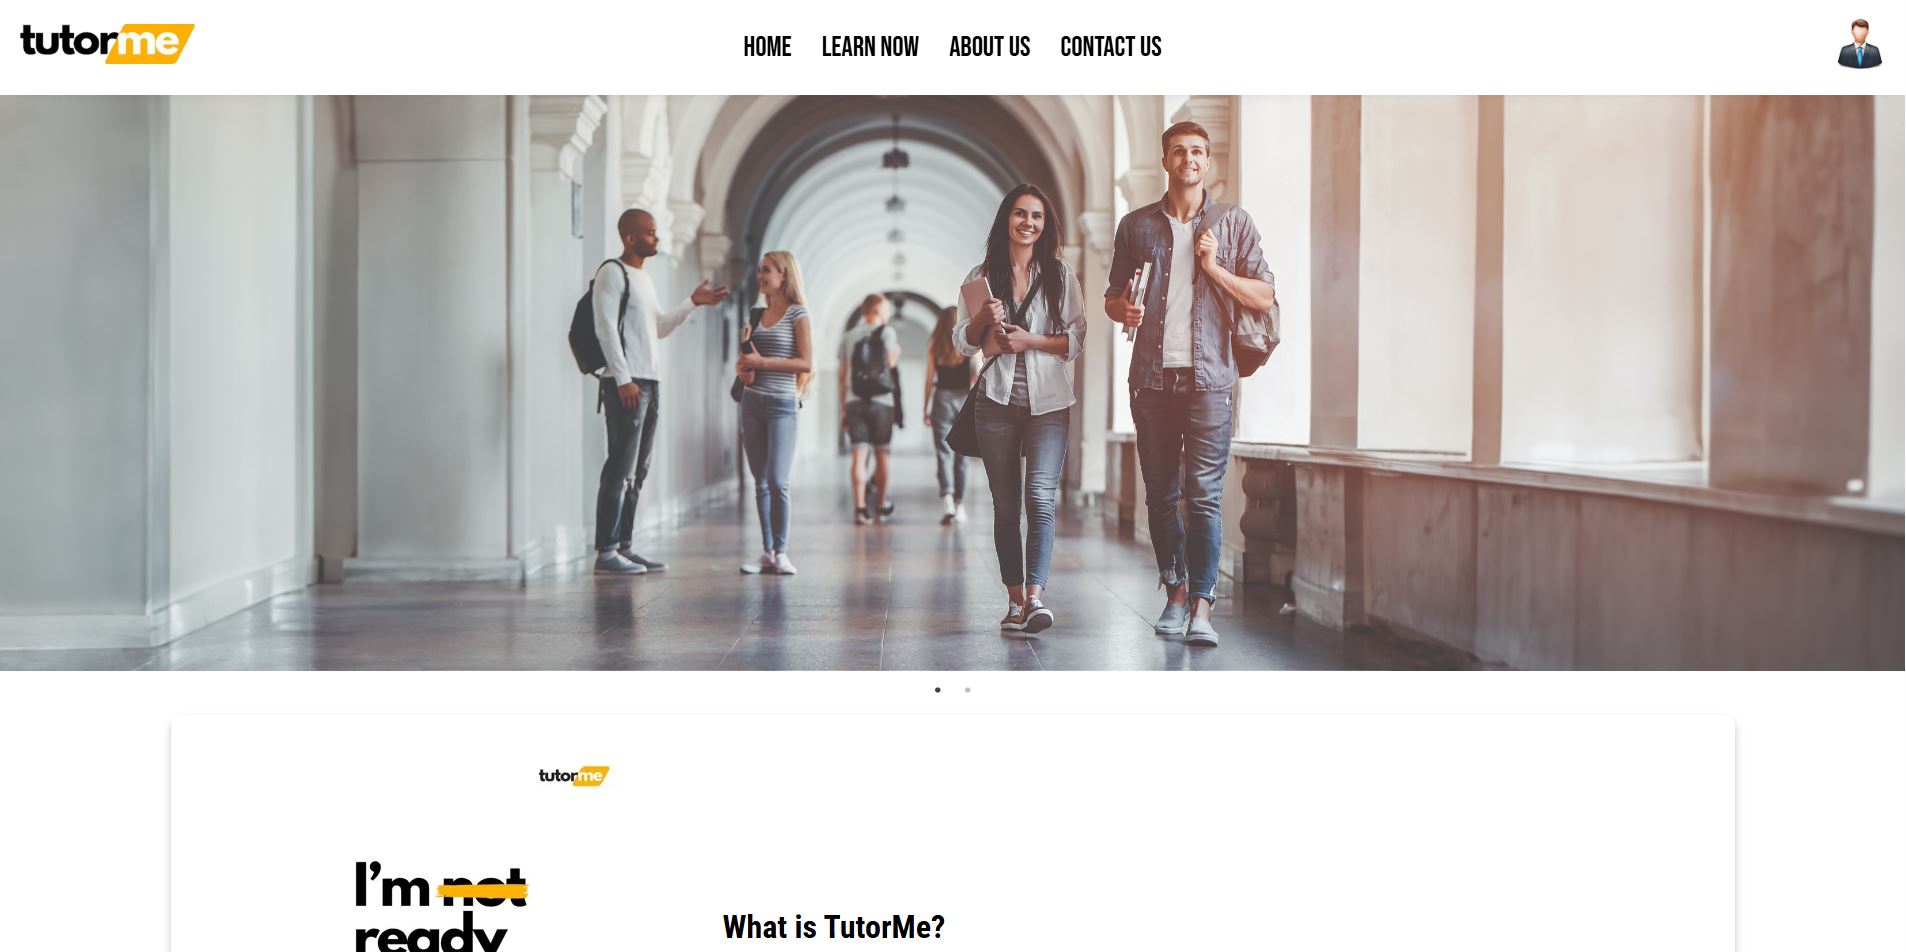 tutorme
HOME LEARN NOW ABOUT US CONTACT US
tutorme
I'm not
ready
What is TutorMe?